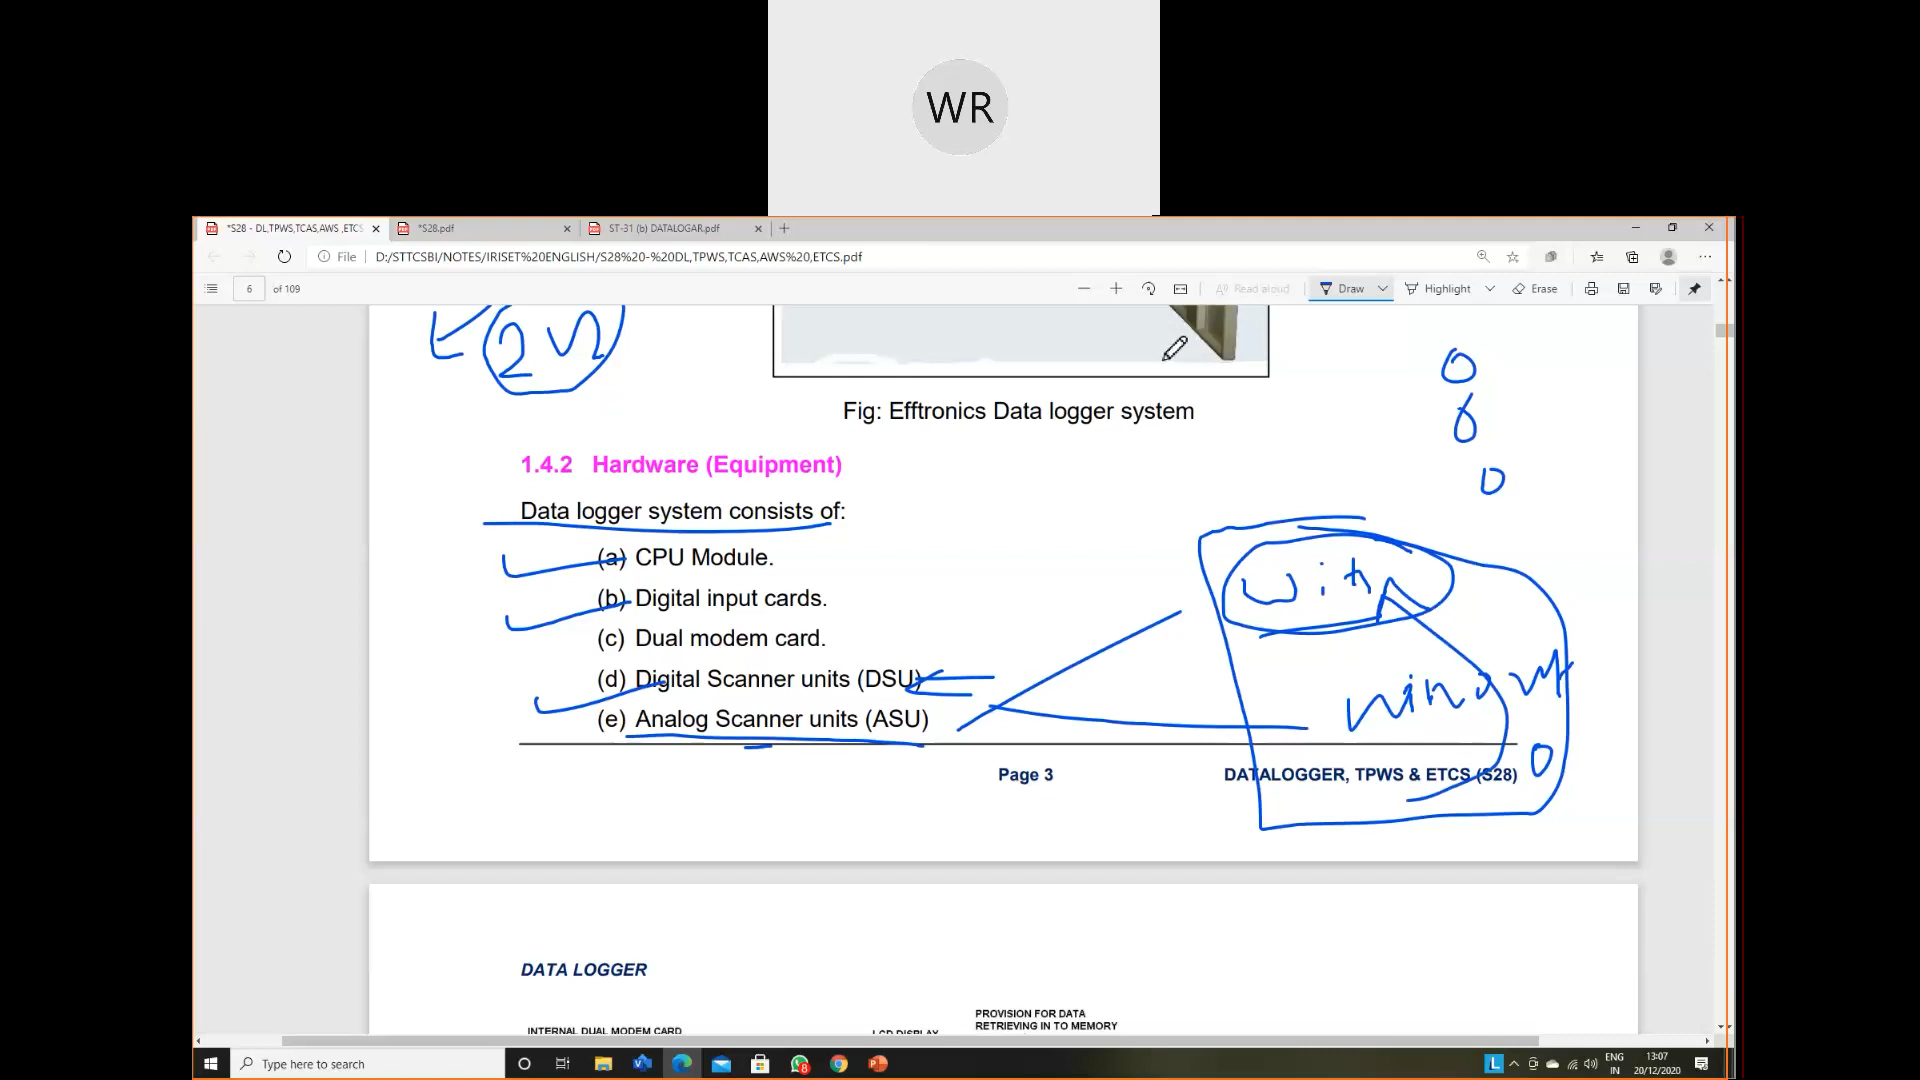 WR
*S28 - DL,TPWS,TCAS,AWS ,ETCS
*S28.pdf
ST-31 (b) DATALOGAR.pdf
File D:/STTCSBI/NOTES/IRISET%20ENGLISH/S28%20-%20DL,TPWS,TCAS,AWS%20,ETCS.pdf
6 of 109
Read aloud
Draw
Highlight
Erase
Fig: Efftronics Data logger system
1.4.2 Hardware (Equipment)
Data logger system consists of:
(a) CPU Module.
(b) Digital input cards.
(c) Dual modem card.
(d) Digital Scanner units (DSU)
(e) Analog Scanner units (ASU)
with
Page 3
DATALOGGER, TPWS & ETCS (S28)
DATA LOGGER
PROVISION FOR DATA
RETRIEVING IN TO MEMORY
INTERNAL DUAL MODEM CARD
LCD DISPLAY
Type here to search
8
ENG
IN
13:07
20/12/2020